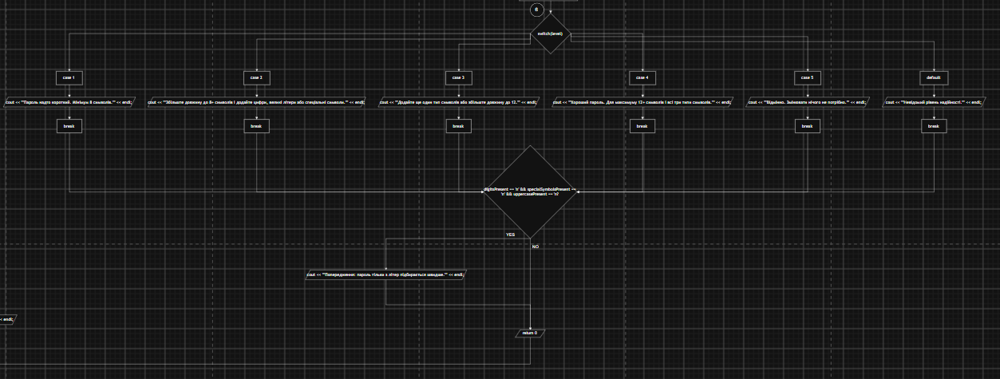 6
switch(level)
case 1
case 2
case 3
case 4
case 5
default
cout << "'Пароль надто короткий. Мінімум 8 символів.'" << endl;
cout << "'Збільште довжину до 8+ символів і додайте цифри, великі літери або спеціальні символи.'" << endl;
cout << "'Додайте ще один тип символів або збільште довжину до 12.'" << endl;
cout << "'Хороший пароль. Для максимуму 12+ символів і всі три типи символів.'" << endl;
cout << "'Відмінно. Змінювати нічого не потрібно.'" << endl;
cout << "'Невідомий рівень надійності.'" << endl;
break
break
break
break
break
break
digitsPresent == 'n' && specialSymbolsPresent ==
'n' && uppercasePresent == 'n'?
YES
NO
cout << "'Попередження: пароль тільки з літер підбирається швидше.'" << endl;
< endl;
return 0